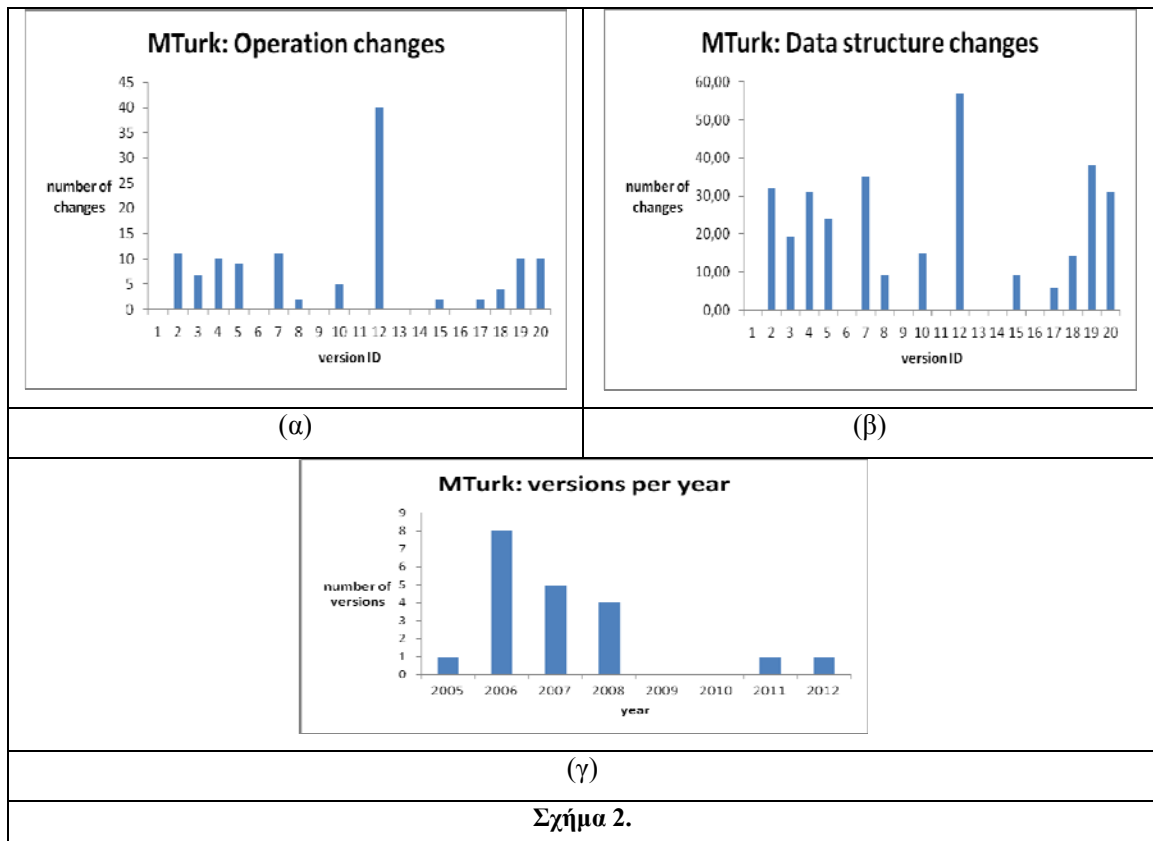 MTurk: Operation changes
45
40
35
30
25
20
15
10
5
0
number of
changes
1 2 3 4 5 6 7 8 9 10 11 12 13 14 15 16 17 18 19 20
version ID
MTurk: Data structure changes
60,00
50,00
40,00
30,00
20,00
10,00
0,00
number of
changes
1 2 3 4 5 6 7 8 9 10 11 12 13 14 15 16 17 18 19 20
version ID
(α)
(β)
MTurk: versions per year
9
8
7
6
5
4
3
2
1
0
number of
versions
2005 2006 2007 2008 2009 2010 2011 2012
year
(γ)
Σχήμα 2.